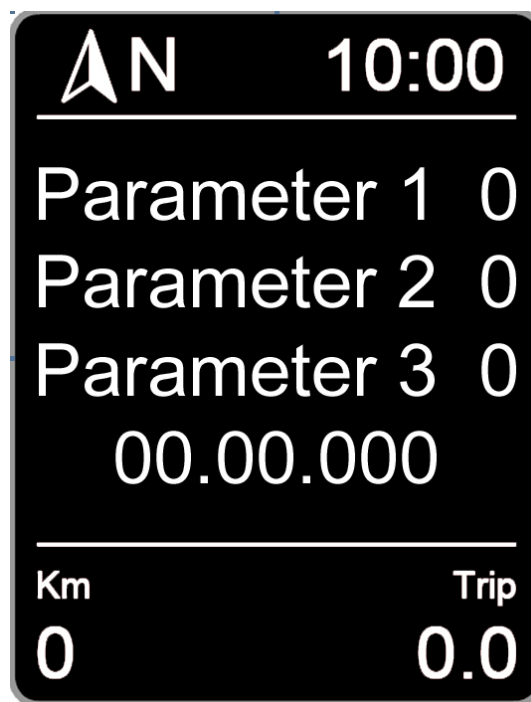 N 10:00
Parameter 1 0
Parameter 2 0
Parameter 3 0
00.00.000
Km Trip
0 0.0